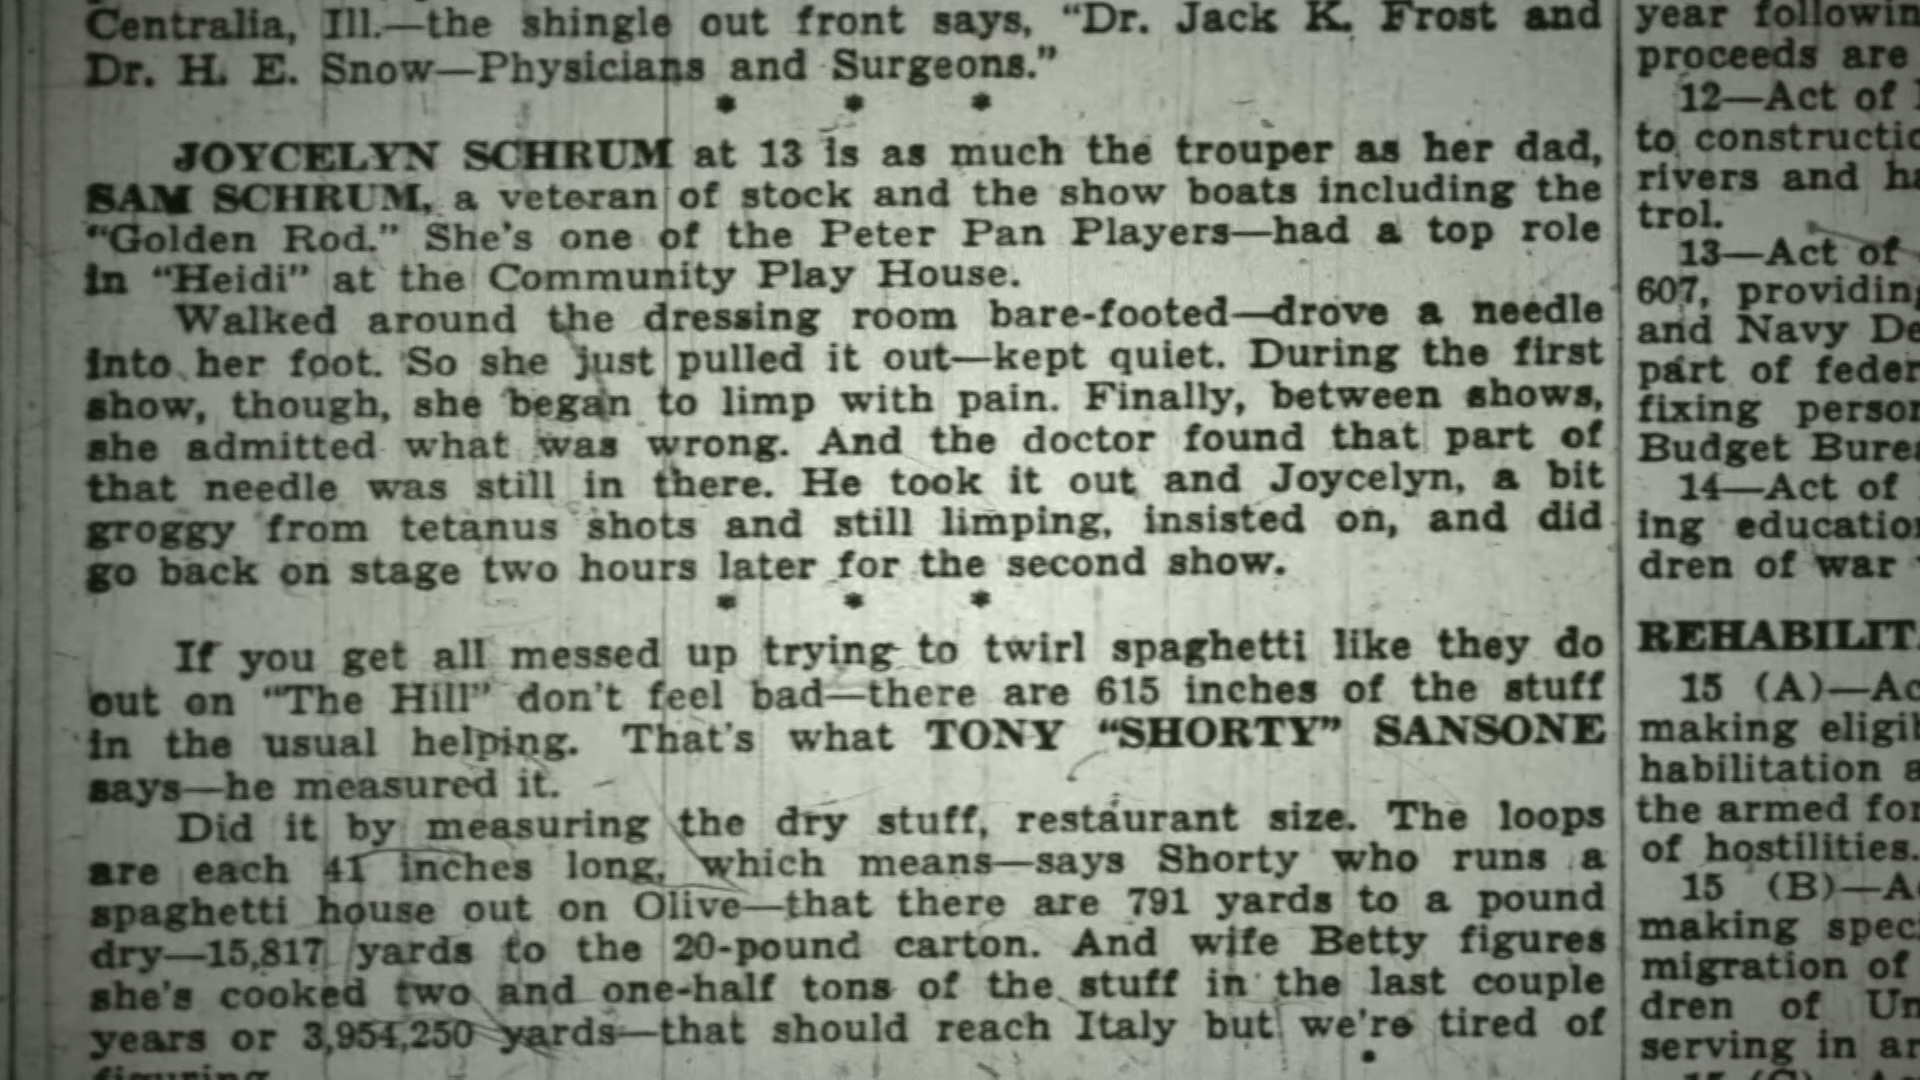 Centralia, Ill.—the shingle out front says, “Dr. Jack K. Frost and
Dr. H. E. Snow—Physicians and Surgeons.”
* * *
JOYCELYN SCHRUM at 13 is as much the trouper as her dad,
SAM SCHRUM, a veteran of stock and the show boats including the
“Golden Rod.” She's one of the Peter Pan Players—had a top role
in “Heidi” at the Community Play House.
Walked around the dressing room bare-footed—drove a needle
into her foot. So she just pulled it out—kept quiet. During the first
show, though, she began to limp with pain. Finally, between shows,
she admitted what was wrong. And the doctor found that part of
that needle was still in there. He took it out and Joycelyn, a bit
groggy from tetanus shots and still limping, insisted on, and did
go back on stage two hours later for the second show.
* * *
If you get all messed up trying to twirl spaghetti like they do
out on “The Hill” don't feel bad—there are 615 inches of the stuff
in the usual helping. That's what TONY “SHORTY” SANSONE
says—he measured it.
Did it by measuring the dry stuff, restaurant size. The loops
are each 41 inches long, which means—says Shorty who runs a
spaghetti house out on Olive—that there are 791 yards to a pound
dry—15,817 yards to the 20-pound carton. And wife Betty figures
she's cooked two and one-half tons of the stuff in the last couple
years or 3,954,250 yards—that should reach Italy but we're tired of
figuring.
year followin
proceeds are
12—Act of
to constructio
rivers and ha
trol.
13—Act of
607, providing
and Navy De
part of feder
fixing person
Budget Burea
14—Act of
ing education
dren of war
REHABILIT
15 (A)—Ac
making eligib
habilitation a
the armed for
of hostilities.
15 (B)—Ac
making speci
migration of
dren of Un
serving in ar